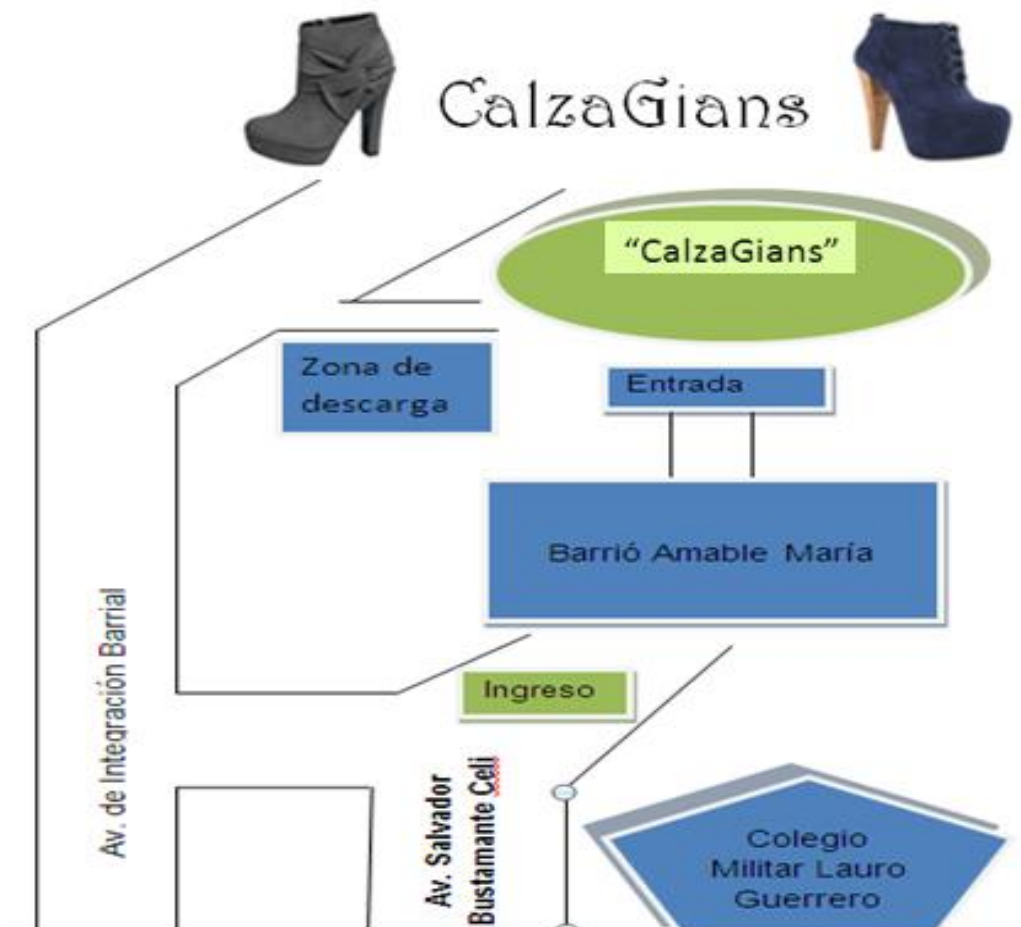 CalzaGians
“CalzaGians”
Zona de
descarga
Entrada
Barrió Amable María
Av. de Integración Barrial
Ingreso
Av. Salvador
Bustamante Celi
Colegio
Militar Lauro
Guerrero